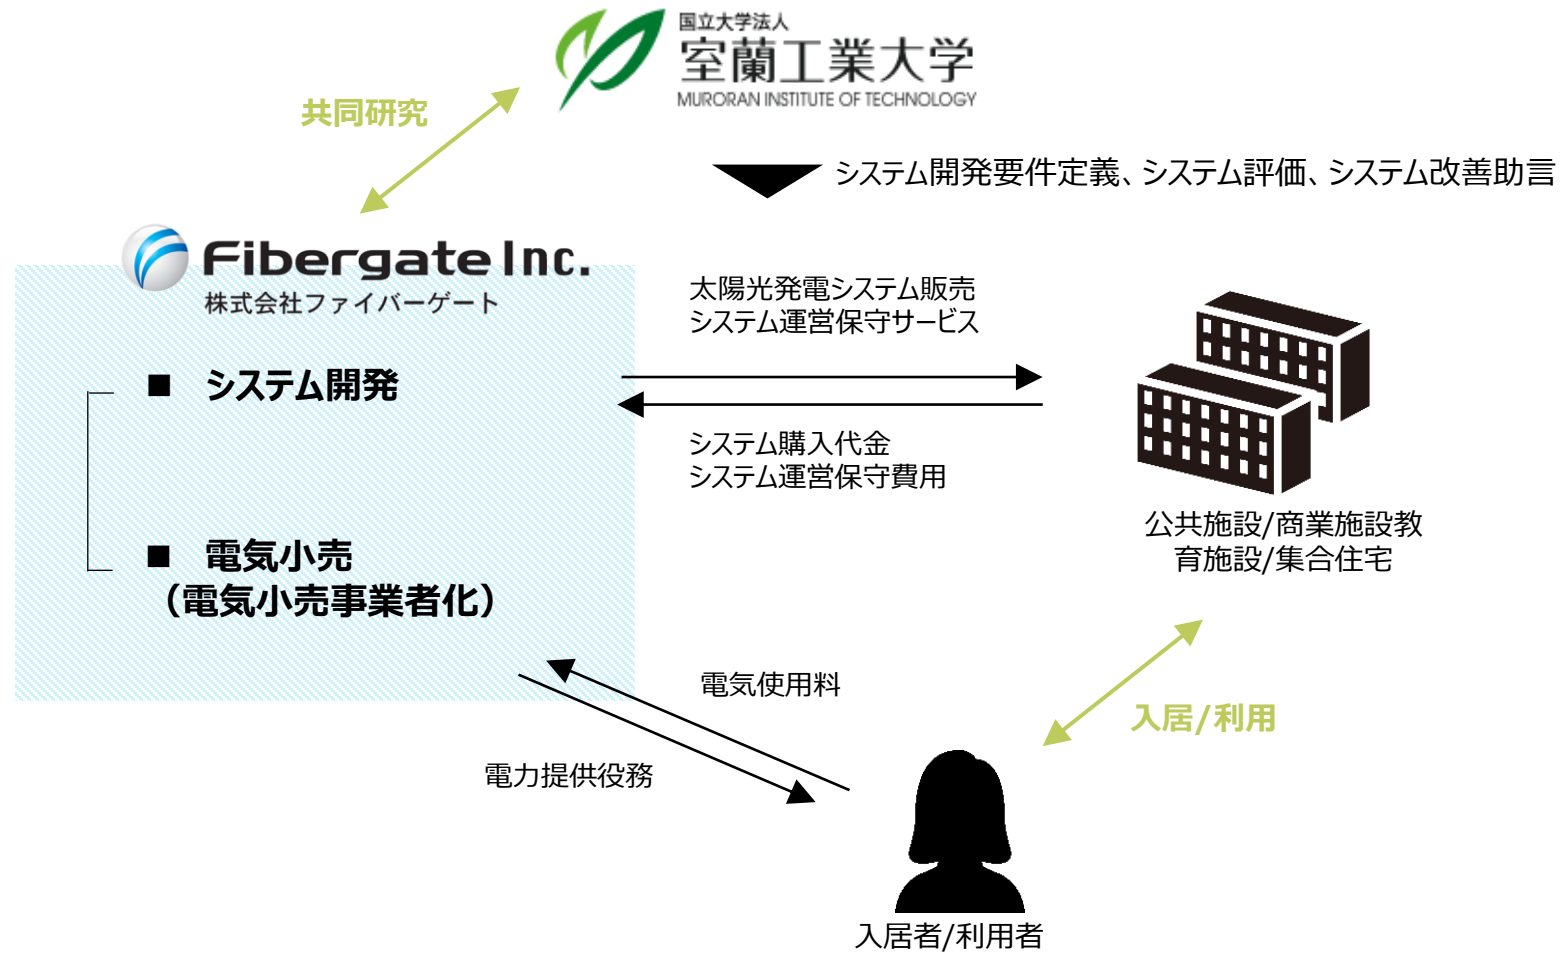 国立大学法人
室蘭工業大学
MURORAN INSTITUTE OF TECHNOLOGY
共同研究
システム開発要件定義、システム評価、システム改善助言
Fibergate Inc.
株式会社ファイバーゲート
太陽光発電システム販売
システム運営保守サービス
■ システム開発
システム購入代金
システム運営保守費用
公共施設/商業施設教
育施設/集合住宅
■ 電気小売
（電気小売事業者化）
電気使用料
入居/利用
電力提供役務
入居者/利用者